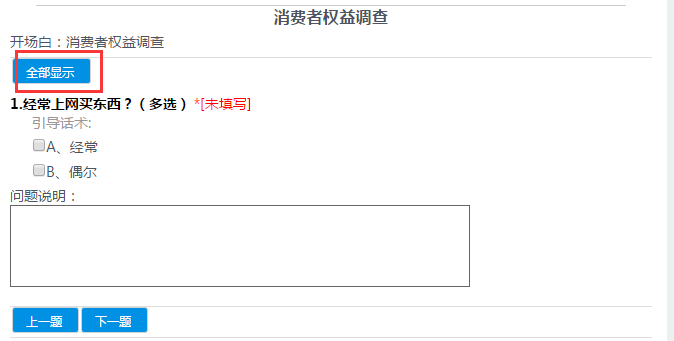 消费者权益调查
开场白：消费者权益调查
全部显示
1.经常上网买东西？（多选）*[未填写]
引导话术:
A、经常
B、偶尔
问题说明：
上一题 下一题